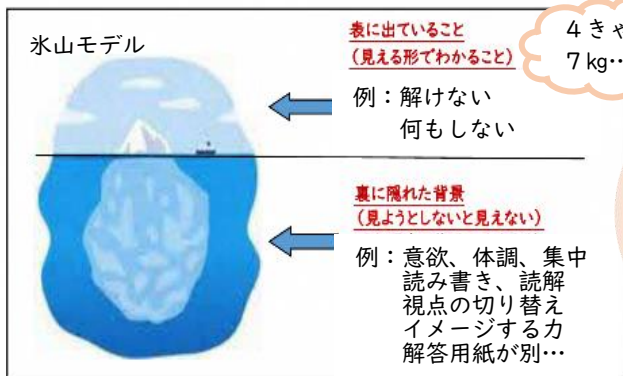 氷山モデル
表に出ていること
(見える形でわかること)
例：解けない
何もしない
4きゃ
7kg…
裏に隠れた背景
(見ようとしないと見えない)
例：意欲、体調、集中
読み書き、読解
視点の切り替え
イメージする力
解答用紙が別…